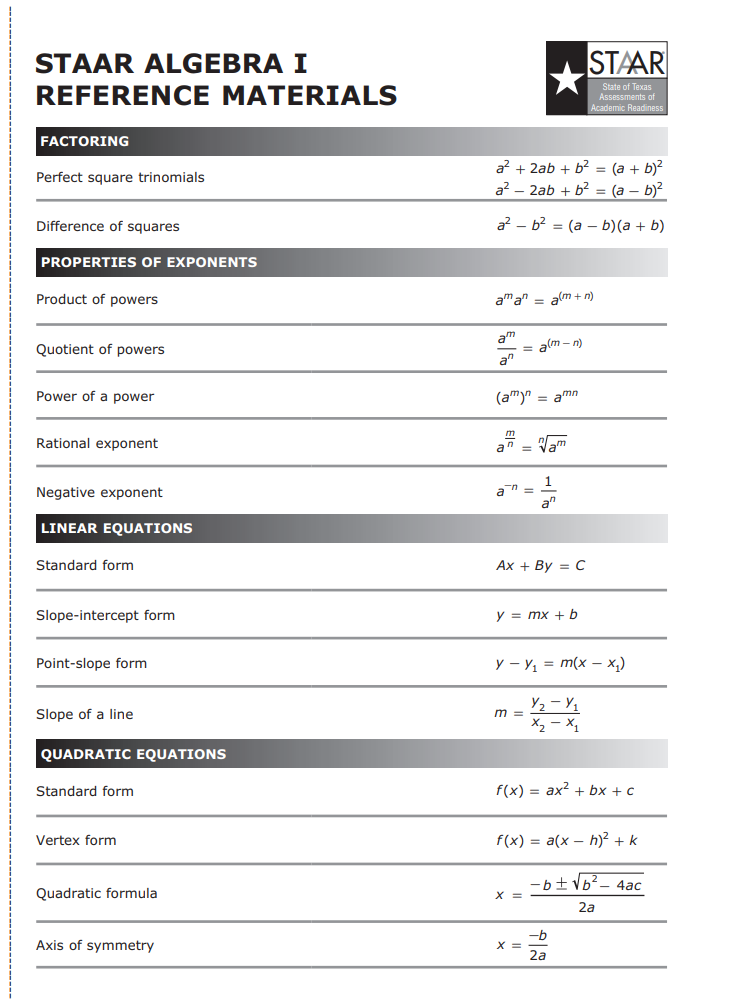 STAAR ALGEBRA I
REFERENCE MATERIALS
STAAR
State of Texas
Assessments of
Academic Readiness
FACTORING
Perfect square trinomials a² + 2ab + b² = (a + b)²
a² − 2ab + b² = (a − b)²
Difference of squares a² − b² = (a − b)(a + b)
PROPERTIES OF EXPONENTS
Product of powers aᵐaⁿ = a⁽ᵐ ⁺ ⁿ⁾
Quotient of powers aᵐ/aⁿ = a⁽ᵐ ⁻ ⁿ⁾
Power of a power (aᵐ)ⁿ = aᵐⁿ
Rational exponent a^(m/n) = ⁿ√aᵐ
Negative exponent a⁻ⁿ = 1/aⁿ
LINEAR EQUATIONS
Standard form Ax + By = C
Slope-intercept form y = mx + b
Point-slope form y − y₁ = m(x − x₁)
Slope of a line m = (y₂ − y₁)/(x₂ − x₁)
QUADRATIC EQUATIONS
Standard form f(x) = ax² + bx + c
Vertex form f(x) = a(x − h)² + k
Quadratic formula x = (−b ± √(b² − 4ac))/2a
Axis of symmetry x = −b/2a